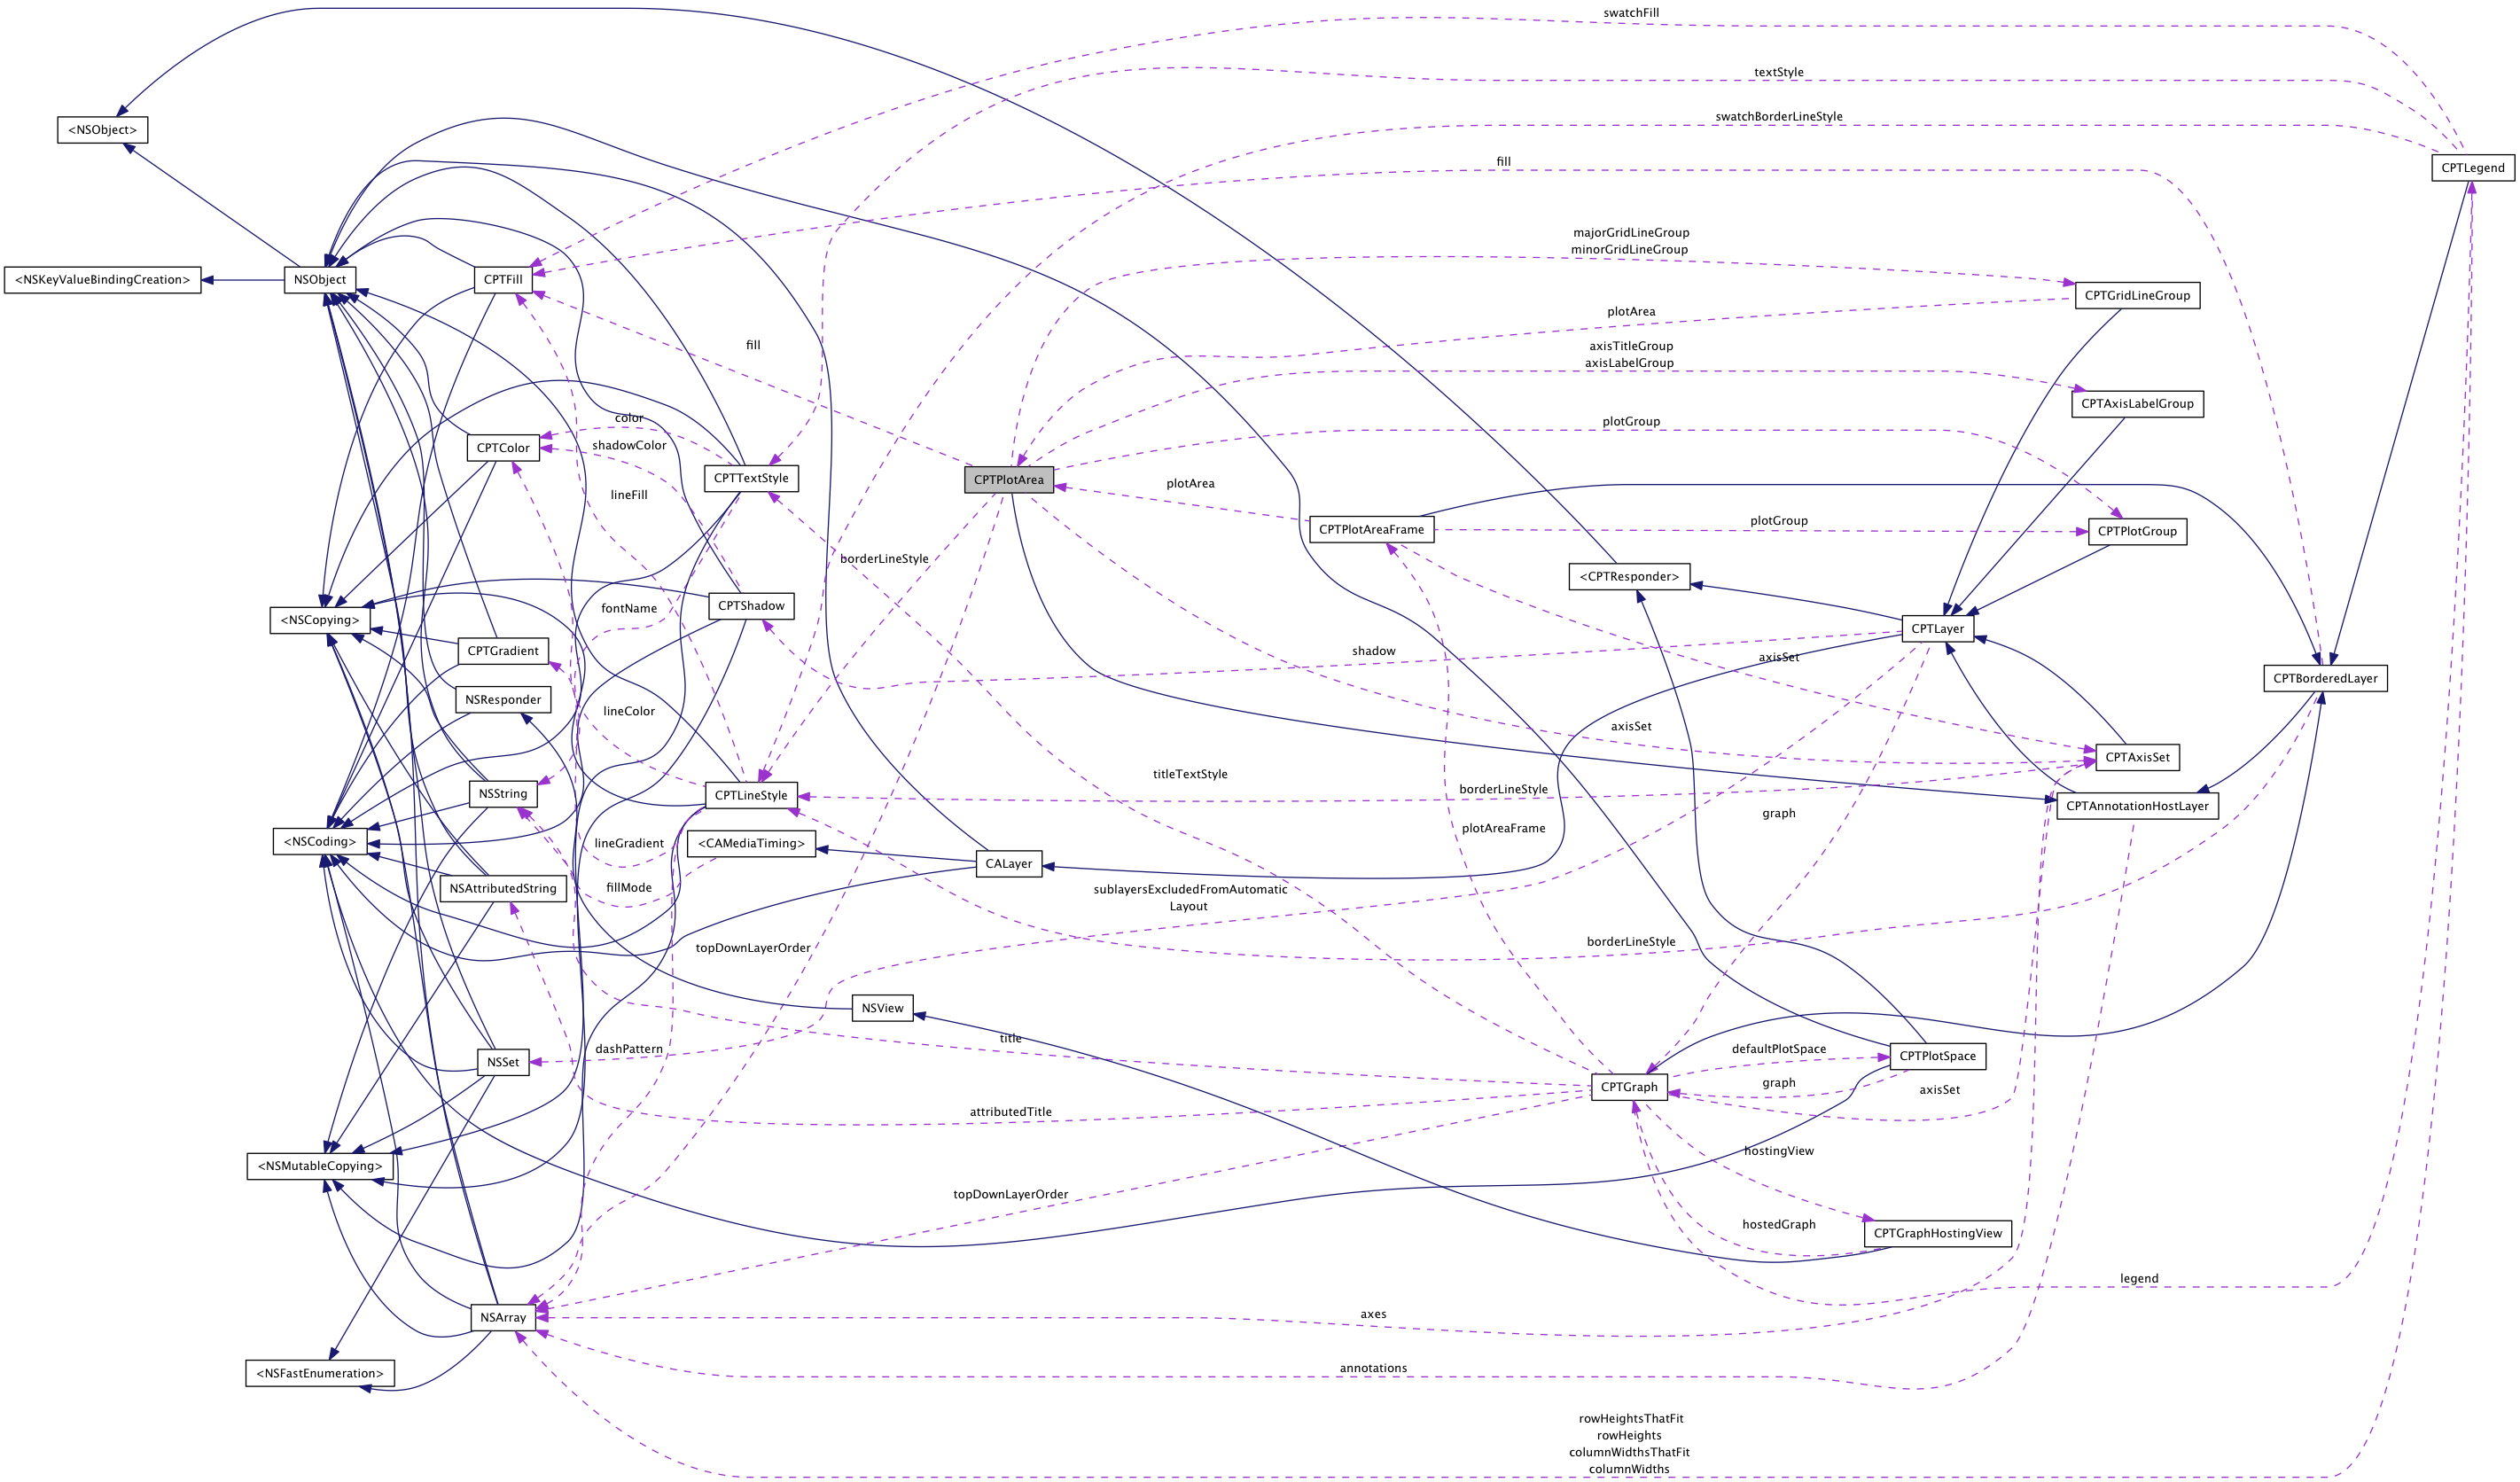 swatchFill
textStyle
swatchBorderLineStyle
<NSObject>
fill
CPTLegend
majorGridLineGroup
minorGridLineGroup
<NSKeyValueBindingCreation>
NSObject
CPTFill
CPTGridLineGroup
plotArea
fill
axisTitleGroup
axisLabelGroup
CPTAxisLabelGroup
color
shadowColor
plotGroup
CPTColor
CPTTextStyle
CPTPlotArea
plotArea
lineFill
CPTPlotAreaFrame
plotGroup
CPTPlotGroup
borderLineStyle
<CPTResponder>
fontName
CPTShadow
<NSCopying>
CPTLayer
CPTGradient
shadow
axisSet
CPTBorderedLayer
NSResponder
lineColor
axisSet
CPTAxisSet
titleTextStyle
NSString
CPTLineStyle
borderLineStyle
CPTAnnotationHostLayer
graph
plotAreaFrame
<NSCoding>
lineGradient
<CAMediaTiming>
CALayer
NSAttributedString
fillMode
sublayersExcludedFromAutomatic
Layout
topDownLayerOrder
borderLineStyle
NSView
title
dashPattern
NSSet
defaultPlotSpace
CPTPlotSpace
graph
CPTGraph
axisSet
attributedTitle
hostingView
<NSMutableCopying>
topDownLayerOrder
hostedGraph
CPTGraphHostingView
legend
NSArray
axes
<NSFastEnumeration>
annotations
rowHeightsThatFit
rowHeights
columnWidthsThatFit
columnWidths